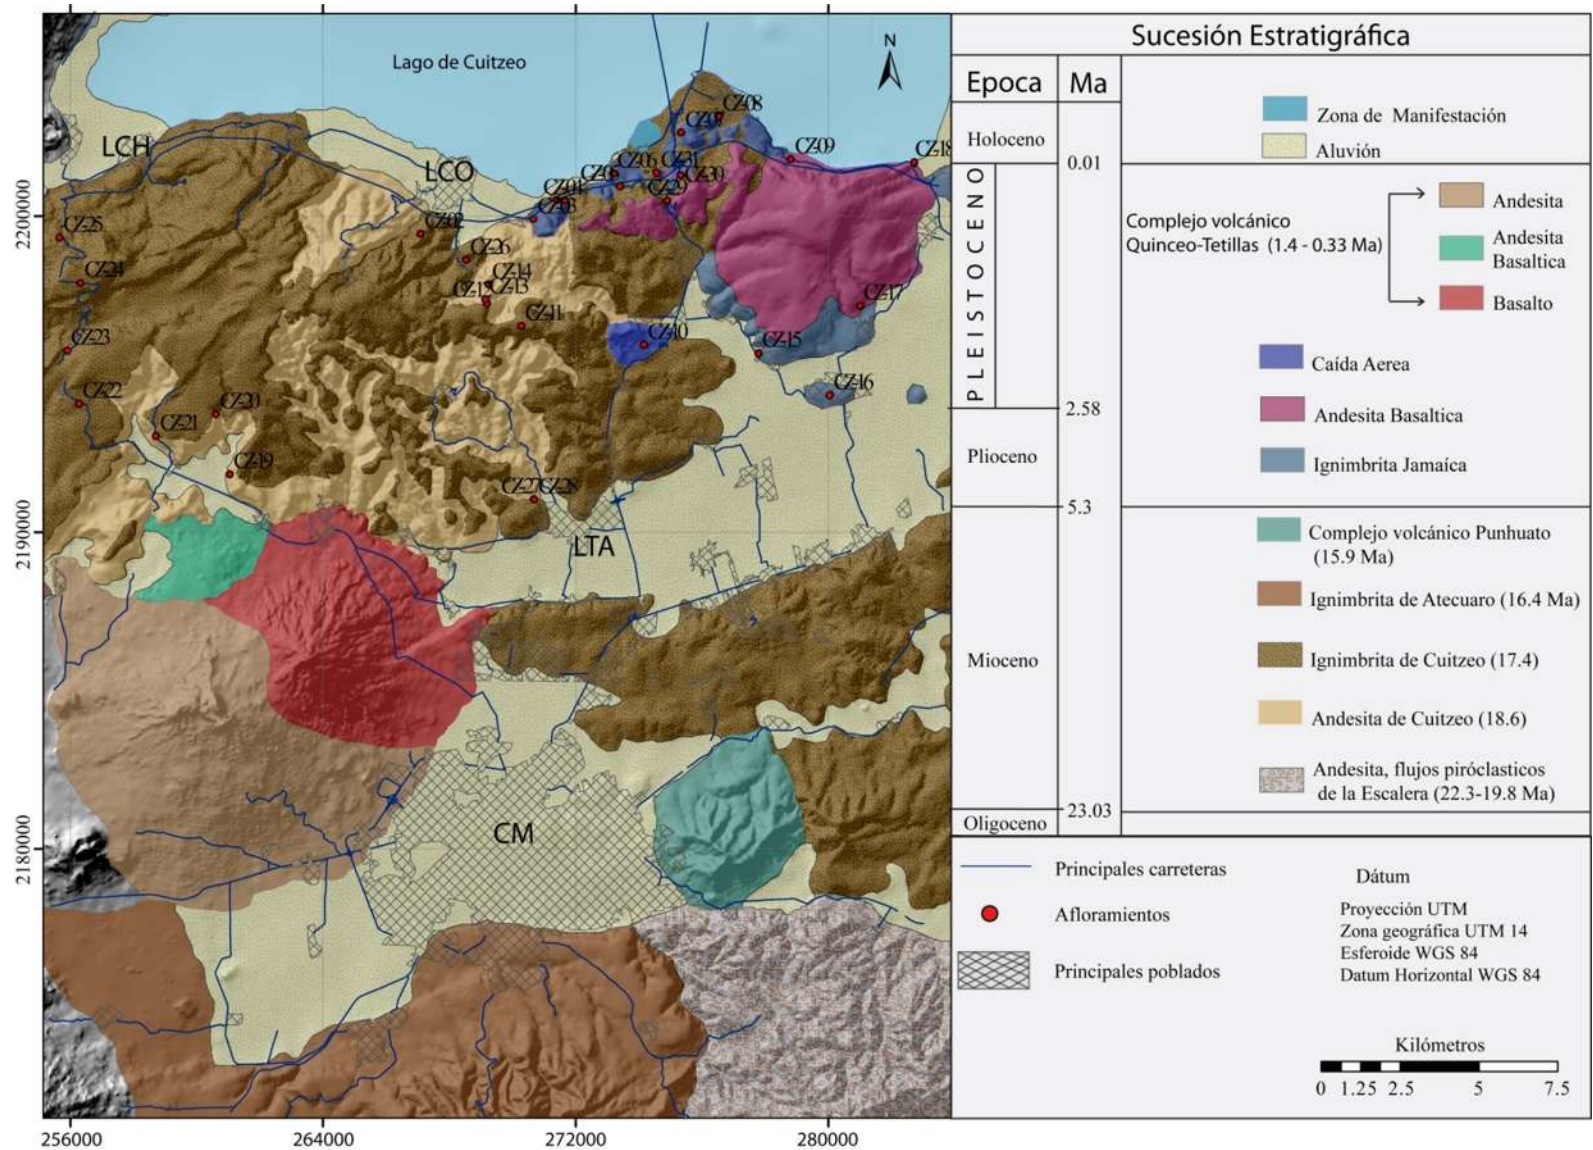 Lago de Cuitzeo
N
LCH
LCO
CZ-08
CZ-07
CZ-09
CZ-18
CZ-06
CZ-31
CZ-30
CZ-29
CZ-01
CZ-03
CZ-02
CZ-25
CZ-26
CZ-24
CZ-14
CZ-13
CZ-12
CZ-11
CZ-10
CZ-17
CZ-15
CZ-23
CZ-22
CZ-16
CZ-20
CZ-21
CZ-19
CZ-27
CZ-28
LTA
CM
2200000
2190000
2180000
256000
264000
272000
280000
Sucesión Estratigráfica
Epoca
Ma
Holoceno
0.01
PLEISTOCENO
2.58
Plioceno
5.3
Mioceno
23.03
Oligoceno
Zona de Manifestación
Aluvión
Complejo volcánico
Quinceo-Tetillas (1.4 - 0.33 Ma)
Andesita
Andesita
Basaltica
Basalto
Caída Aerea
Andesita Basaltica
Ignimbrita Jamaíca
Complejo volcánico Punhuato
(15.9 Ma)
Ignimbrita de Atecuaro (16.4 Ma)
Ignimbrita de Cuitzeo (17.4)
Andesita de Cuitzeo (18.6)
Andesita, flujos piróclasticos
de la Escalera (22.3-19.8 Ma)
Principales carreteras
Afloramientos
Principales poblados
Dátum
Proyección UTM
Zona geográfica UTM 14
Esferoide WGS 84
Datum Horizontal WGS 84
Kilómetros
0 1.25 2.5 5 7.5